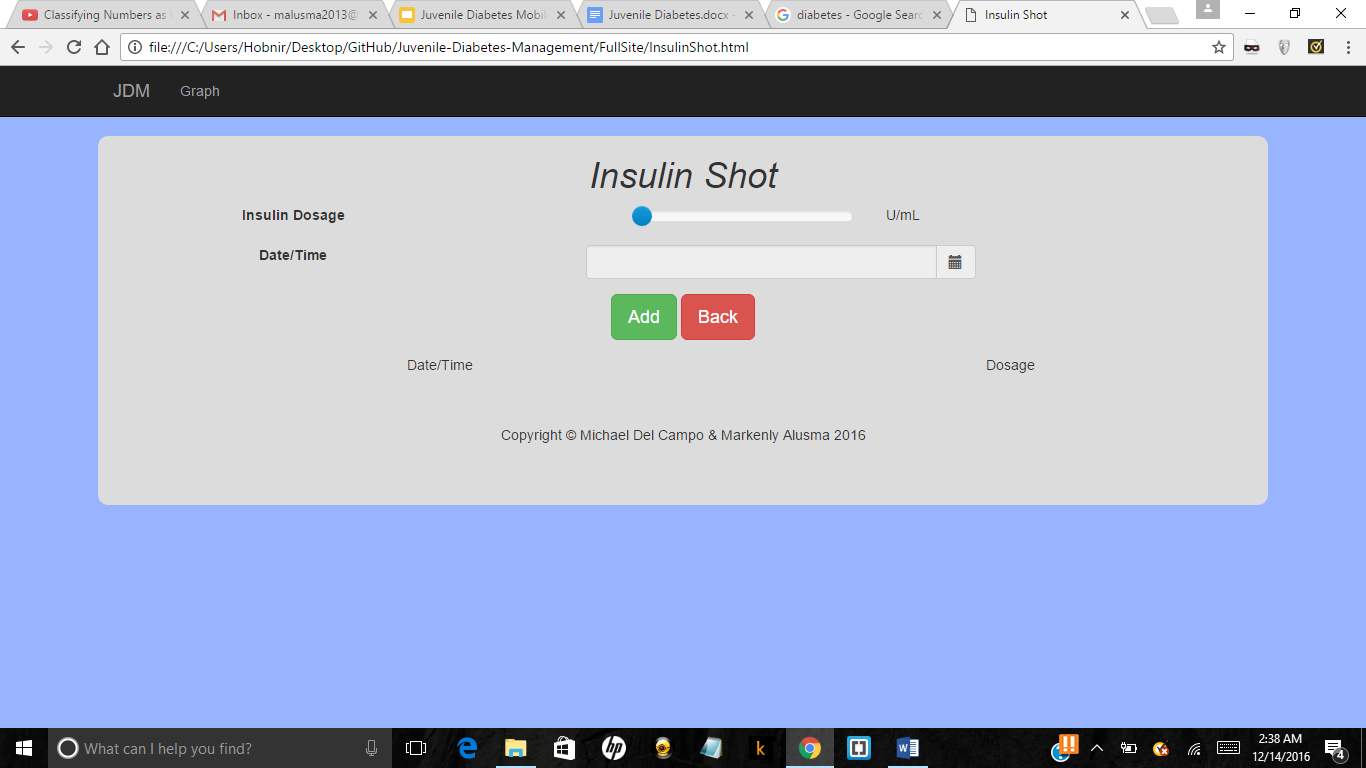 Classifying Numbers as
Inbox - malusma2013@
Juvenile Diabetes Mobil
Juvenile Diabetes.docx -
diabetes - Google Searc
Insulin Shot
file:///C:/Users/Hobnir/Desktop/GitHub/Juvenile-Diabetes-Management/FullSite/InsulinShot.html
JDM Graph
Insulin Shot
Insulin Dosage U/mL
Date/Time
Add Back
Date/Time Dosage
Copyright © Michael Del Campo & Markenly Alusma 2016
What can I help you find?
hp
k
2:38 AM
12/14/2016
4